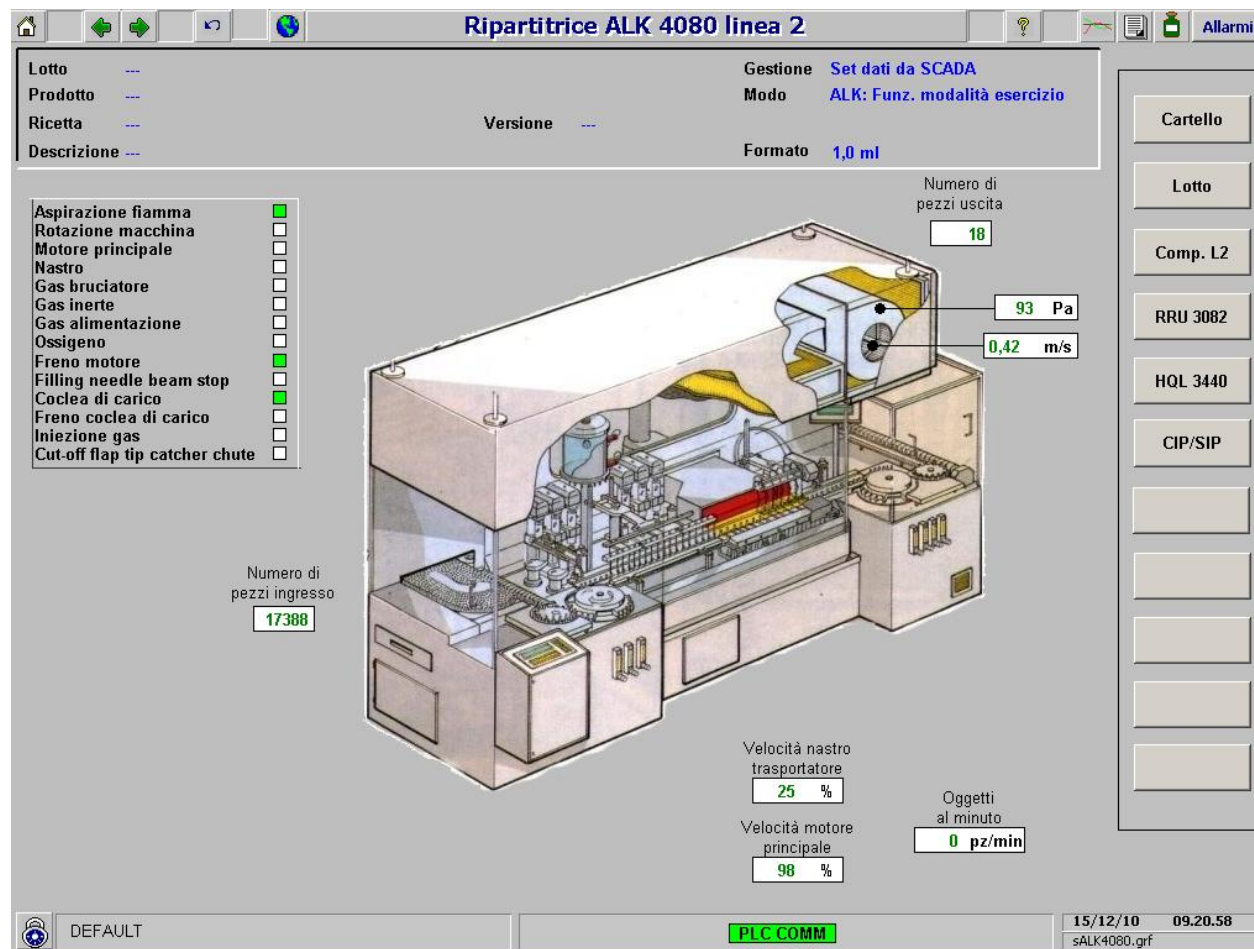 Ripartitrice ALK 4080 linea 2
?
Allarmi
Lotto ---
Gestione Set dati da SCADA
Prodotto ---
Modo ALK: Funz. modalità esercizio
Ricetta ---
Versione ---
Descrizione ---
Formato 1,0 ml
Cartello
Lotto
Comp. L2
RRU 3082
HQL 3440
CIP/SIP
Aspirazione fiamma
Rotazione macchina
Motore principale
Nastro
Gas bruciatore
Gas inerte
Gas alimentazione
Ossigeno
Freno motore
Filling needle beam stop
Coclea di carico
Freno coclea di carico
Iniezione gas
Cut-off flap tip catcher chute
Numero di
pezzi uscita
18
93 Pa
0,42 m/s
Numero di
pezzi ingresso
17388
Velocità nastro
trasportatore
25 %
Velocità motore
principale
98 %
Oggetti
al minuto
0 pz/min
DEFAULT
PLC COMM
15/12/10 09.20.58
sALK4080.grf